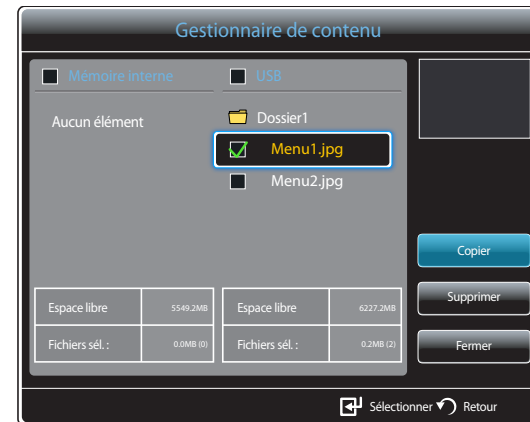 Gestionnaire de contenu
Mémoire interne
USB
Aucun élément
Dossier1
Menu1.jpg
Menu2.jpg
Copier
Supprimer
Fermer
Espace libre 5549.2MB
Espace libre 6227.2MB
Fichiers sél. : 0.0MB (0)
Fichiers sél. : 0.2MB (2)
Sélectionner Retour